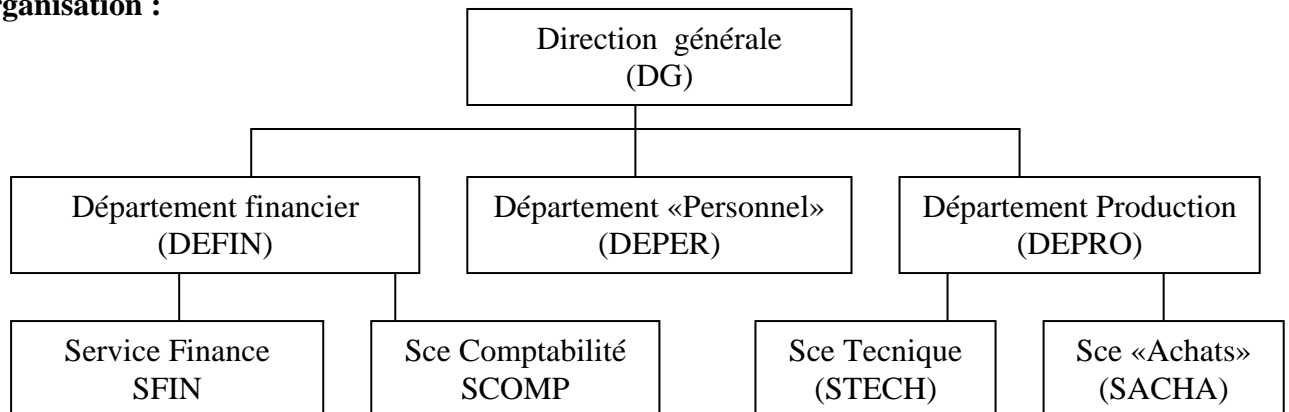 rganisation :
Direction générale
(DG)
Département financier
(DEFIN)
Département «Personnel»
(DEPER)
Département Production
(DEPRO)
Service Finance
SFIN
Sce Comptabilité
SCOMP
Sce Tecnique
(STECH)
Sce «Achats»
(SACHA)